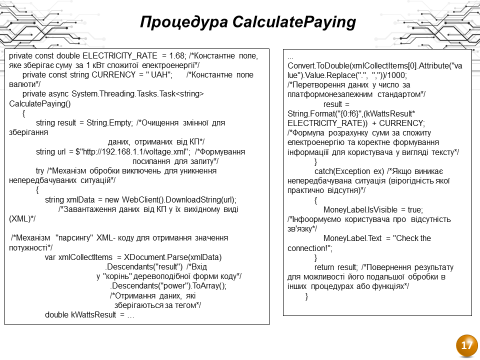 Процедура CalculatePaying
private const double ELECTRICITY_RATE = 1.68; /*Константне поле,
яке зберігає суму за 1 кВт спожитої електроенергії*/
private const string CURRENCY = " UAH"; /*Константне поле
валюти*/
private async System.Threading.Tasks.Task<string>
CalculatePaying()
{
string result = String.Empty; /*Очищення змінної для
зберігання
даних, отриманих від КП*/
string url = $"http://192.168.1.1/voltage.xml"; /*Формування
посилання для запиту*/
try /*Механізм обробки виключень для уникнення
непередбачуваних ситуацій*/
{
string xmlData = new WebClient().DownloadString(url);
/*Завантаження даних від КП у їх вихідному виді
(XML)*/
/*Механізм "парсингу" XML- коду для отримання значення
потужності*/
var xmlCollectItems = XDocument.Parse(xmlData)
.Descendants("result") /*Вхід
у "корінь" деревоподібної форми коду*/
.Descendants("power").ToArray();
/*Отримання даних, які
зберігаються за тегом*/
double kWattsResult = …
...
Convert.ToDouble(xmlCollectItems[0].Attribute("va
lue").Value.Replace(".", ","))/1000;
/*Перетворення даних у число за
платформонезалежним стандартом*/
result =
String.Format("{0:f6}",(kWattsResult*
ELECTRICITY_RATE)) + CURRENCY;
/*Формула розрахунку суми за спожиту
електроенергію та коректне формування
інформації для користувача у вигляді тексту*/
}
catch(Exception ex) /*Якщо виникає
непередбачувана ситуація (вірогідність якої
практично відсутня)*/
{
MoneyLabel.IsVisible = true;
/*Інформуємо користувача про відсутність
зв'язку*/
MoneyLabel.Text = "Check the
connection!";
}
return result; /*Повернення результату
для можливості його подальшої обробки в
інших процедурах або функціях*/
}
17